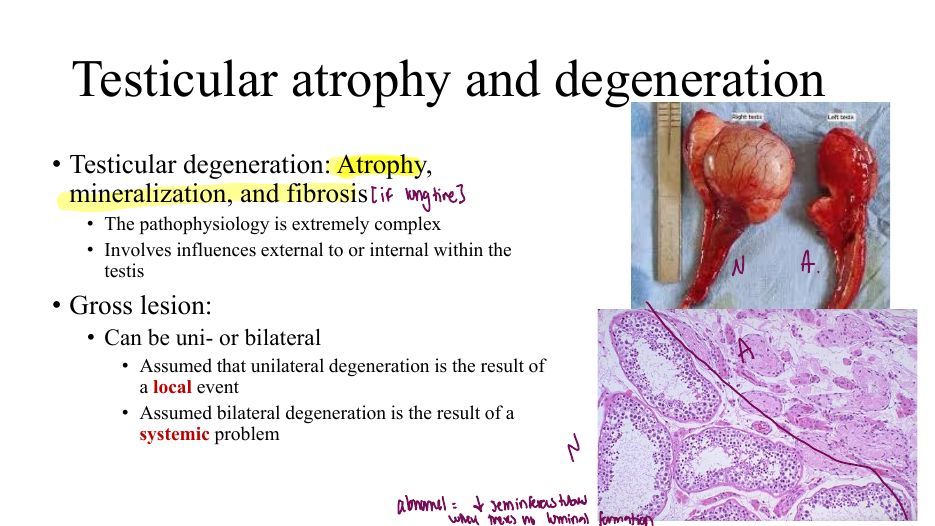 Testicular atrophy and degeneration
Right testis
Left testis
• Testicular degeneration: Atrophy,
mineralization, and fibrosis [if long time]
• The pathophysiology is extremely complex
• Involves influences external to or internal within the
testis
N
A.
• Gross lesion:
• Can be uni- or bilateral
A
• Assumed that unilateral degeneration is the result of
a local event
• Assumed bilateral degeneration is the result of a
systemic problem
N
abnormal = ↓ seminiferous
no luminal formation